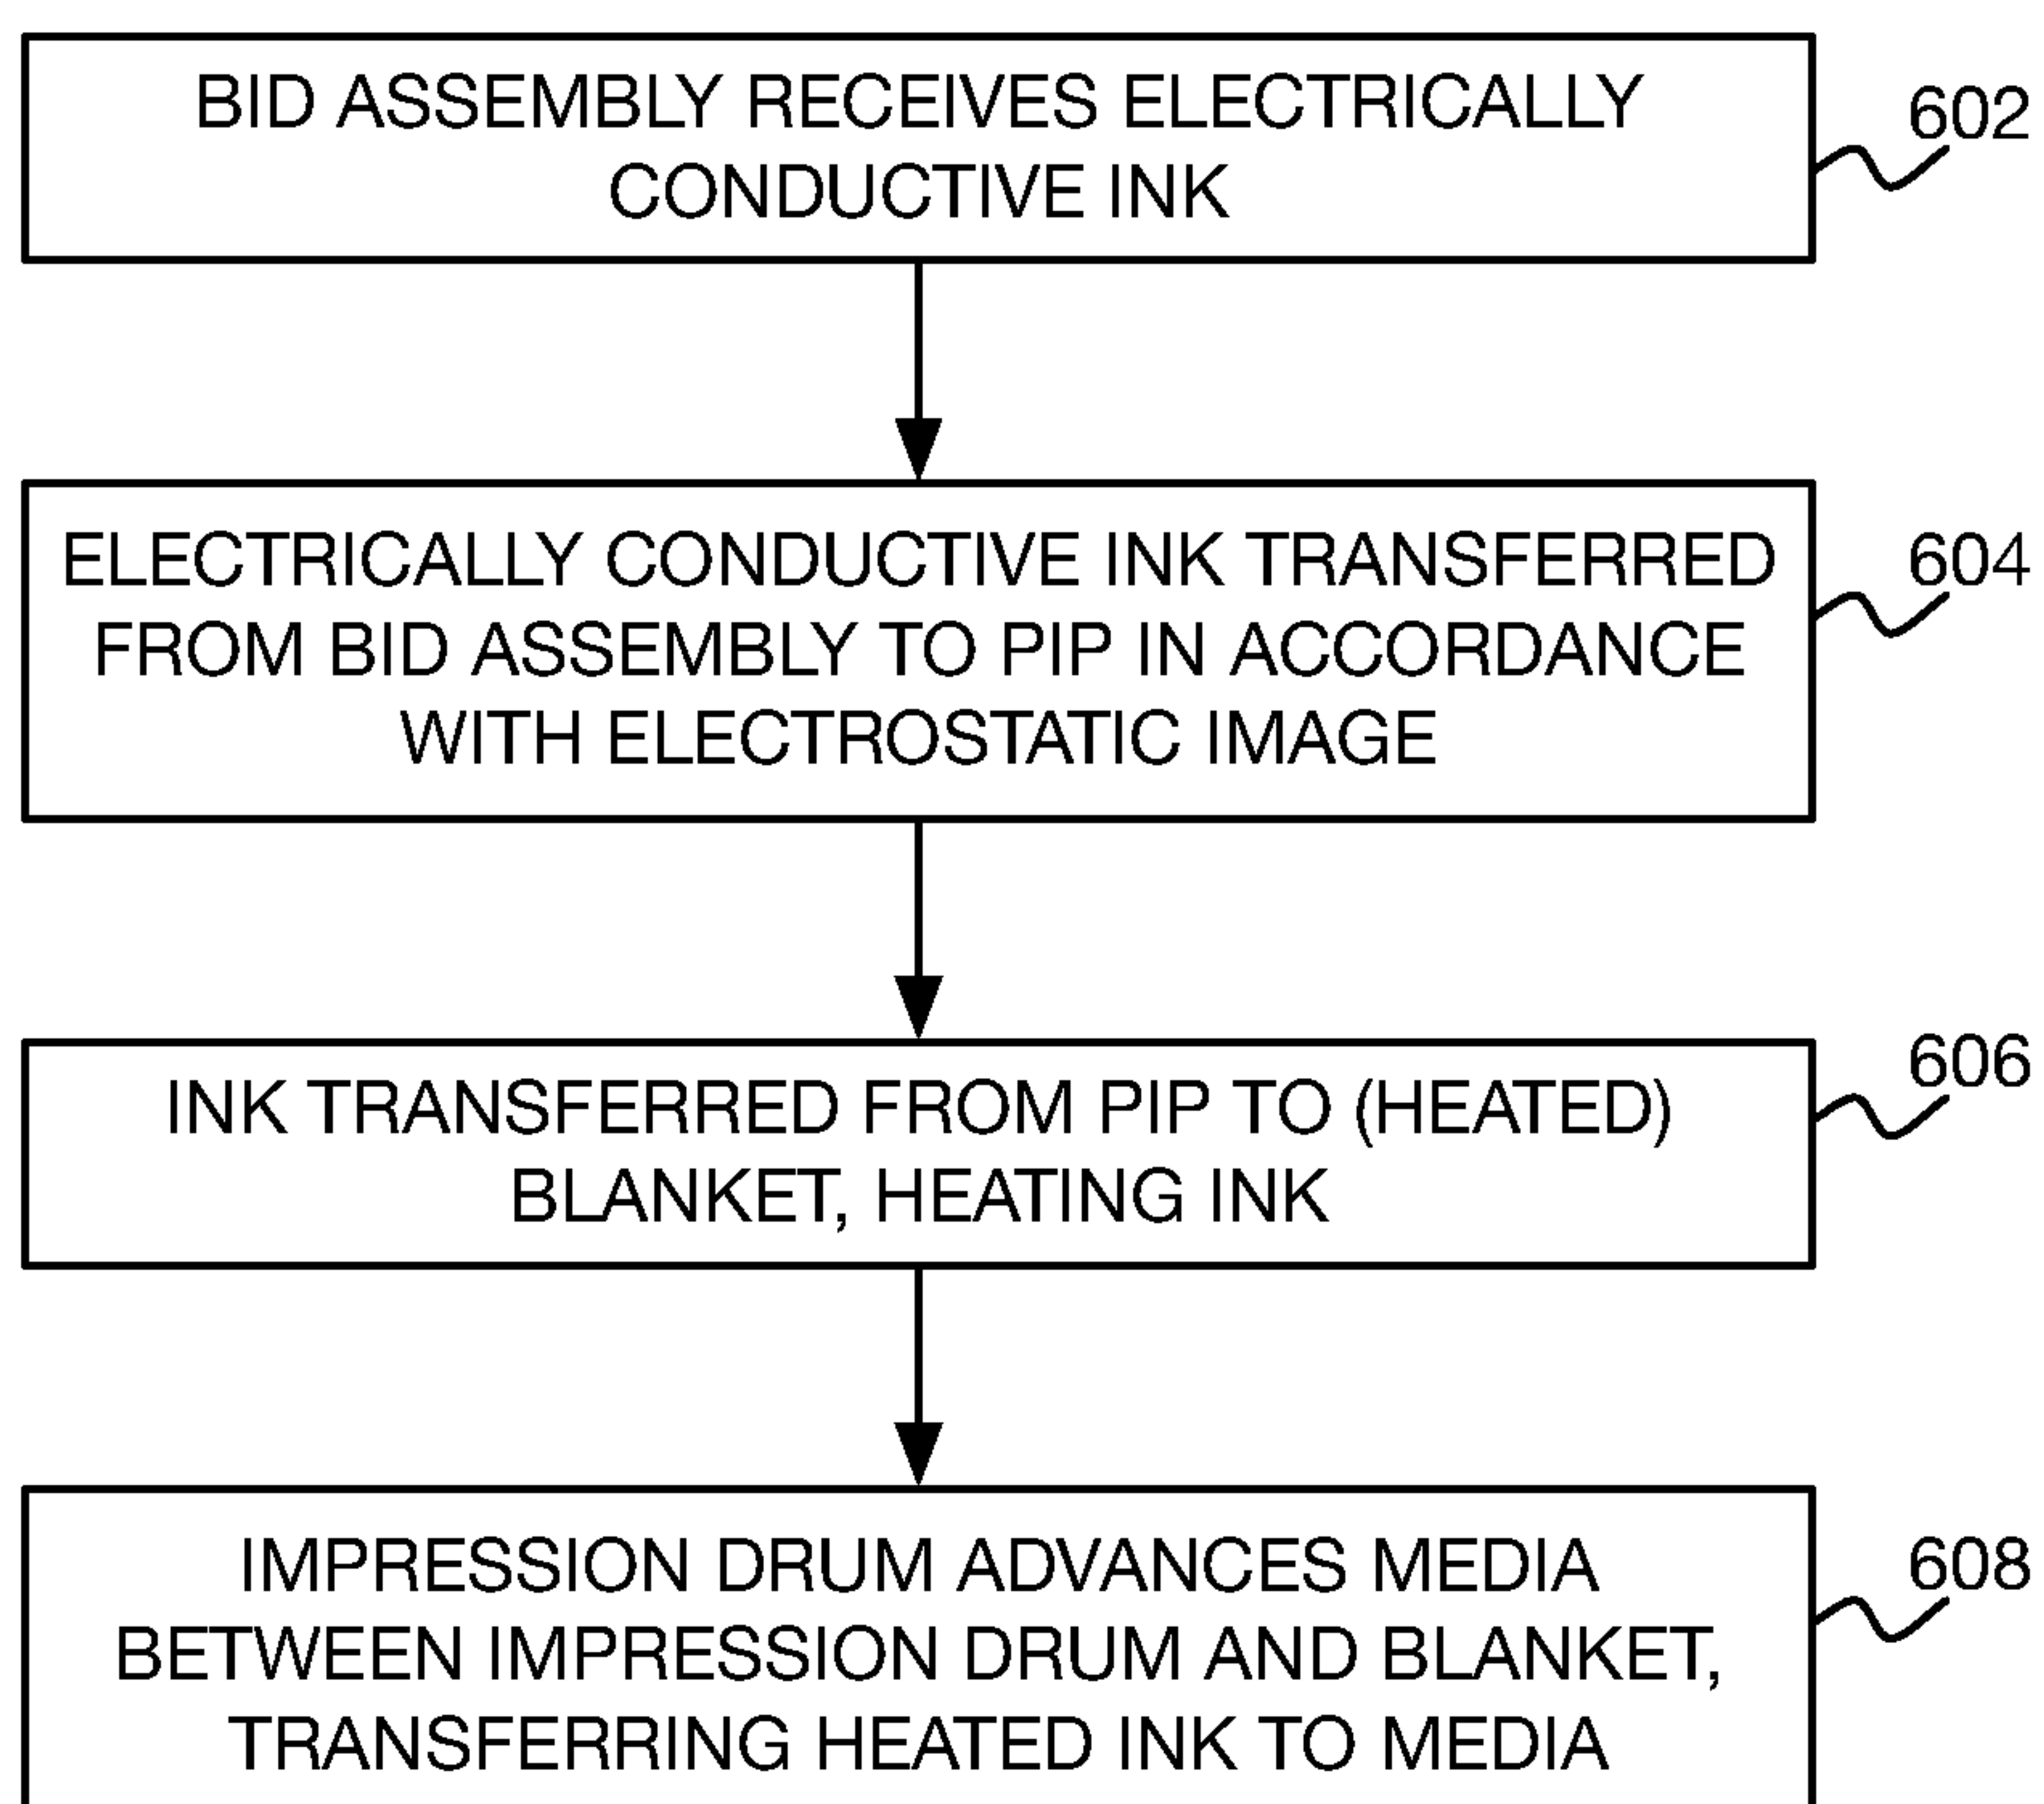 BID ASSEMBLY RECEIVES ELECTRICALLY
CONDUCTIVE INK
602
ELECTRICALLY CONDUCTIVE INK TRANSFERRED
FROM BID ASSEMBLY TO PIP IN ACCORDANCE
WITH ELECTROSTATIC IMAGE
604
INK TRANSFERRED FROM PIP TO (HEATED)
BLANKET, HEATING INK
606
IMPRESSION DRUM ADVANCES MEDIA
BETWEEN IMPRESSION DRUM AND BLANKET,
TRANSFERRING HEATED INK TO MEDIA
608